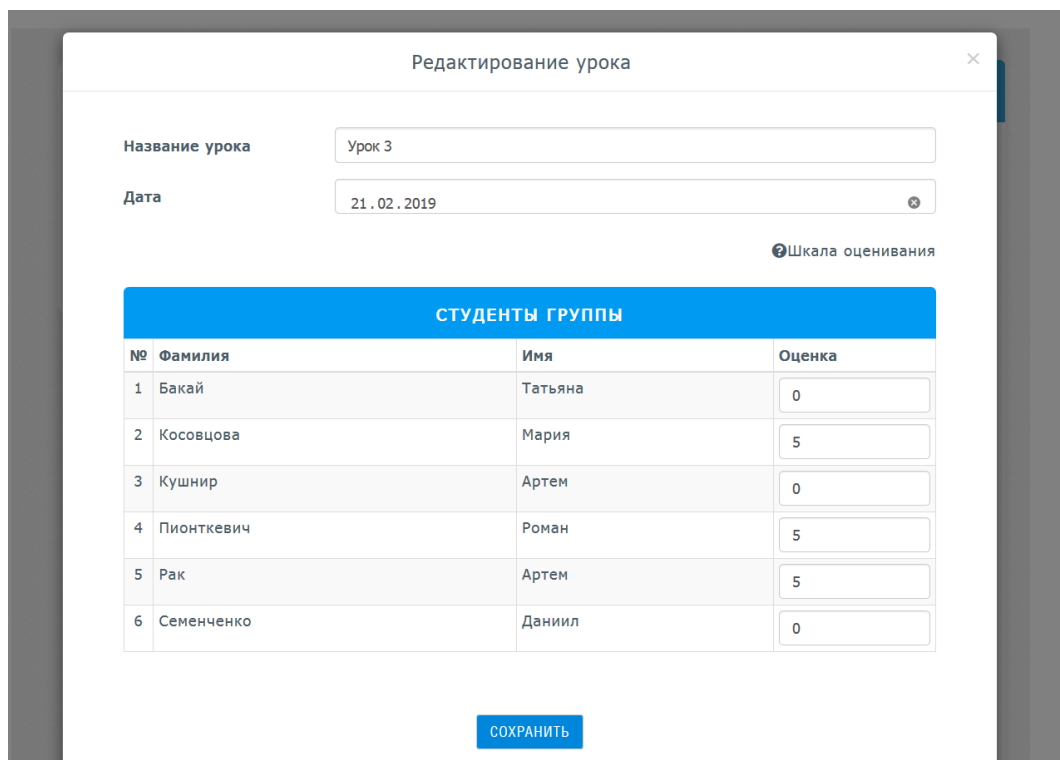 Редактирование урока ×
Название урока Урок 3
Дата 21.02.2019
Шкала оценивания
СТУДЕНТЫ ГРУППЫ
№ Фамилия Имя Оценка
1 Бакай Татьяна 0
2 Косовцова Мария 5
3 Кушнир Артем 0
4 Пионткевич Роман 5
5 Рак Артем 5
6 Семенченко Даниил 0
СОХРАНИТЬ